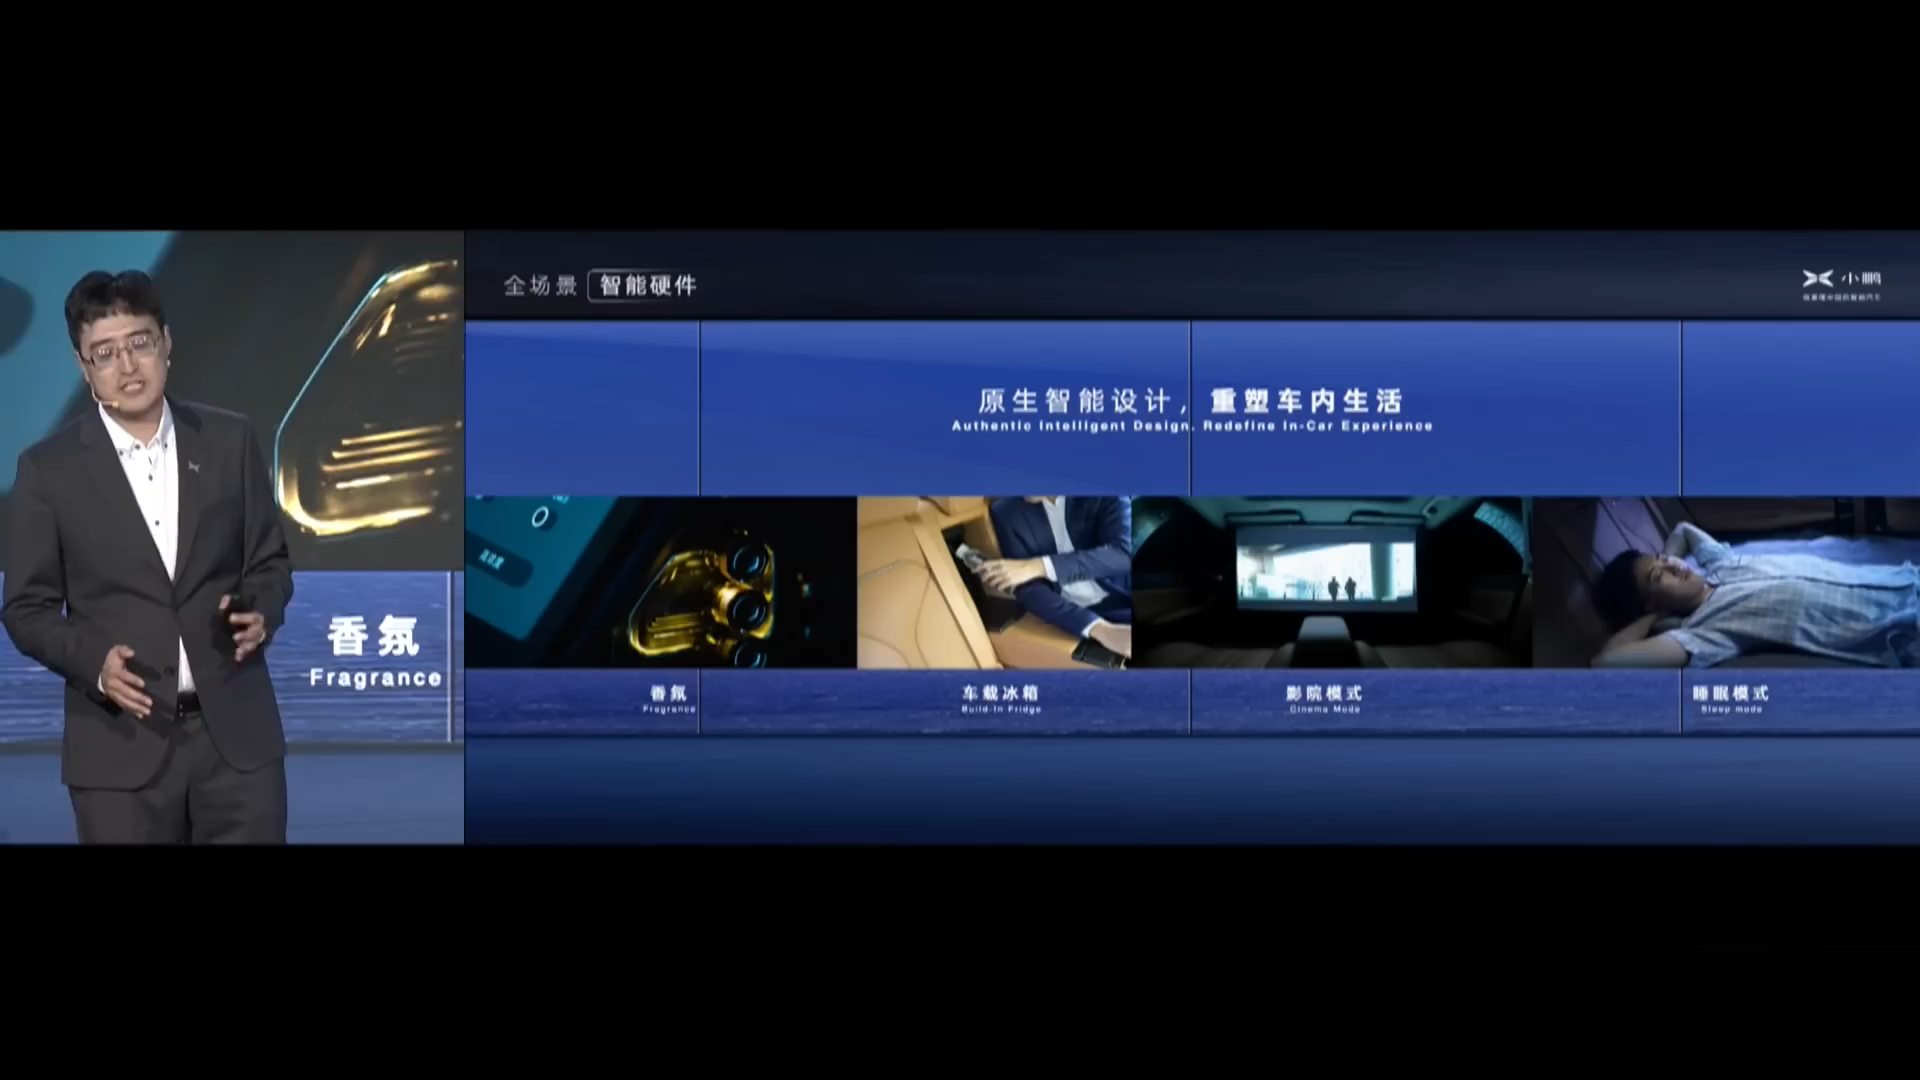 全场景 智能硬件
小鹏
原生智能设计, 重塑车内生活
Authentic Intelligent Design, Redefine In-Car Experience
香氛
Fragrance
香氛
Fragrance
车载冰箱
Build-In Fridge
影院模式
Cinema Mode
睡眠模式
Sleep mode